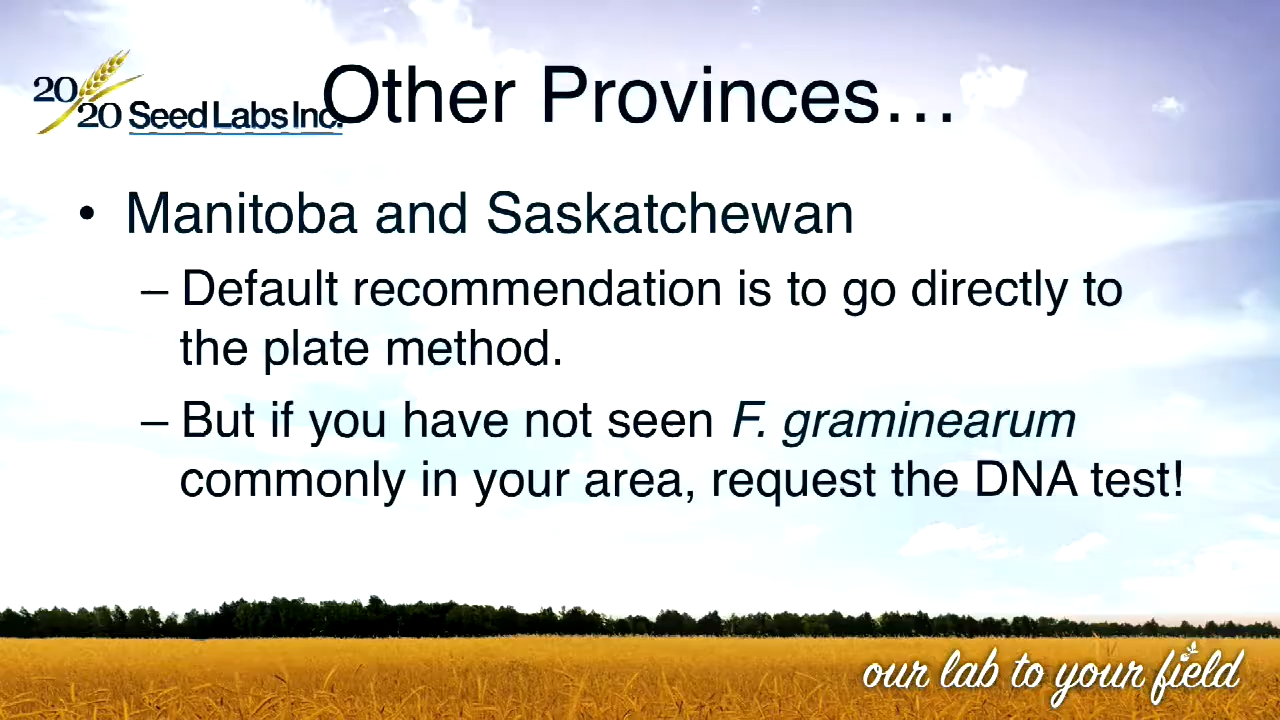 20/20 Seed Labs Inc.
Other Provinces…
• Manitoba and Saskatchewan
– Default recommendation is to go directly to
the plate method.
– But if you have not seen F. graminearum
commonly in your area, request the DNA test!
our lab to your field